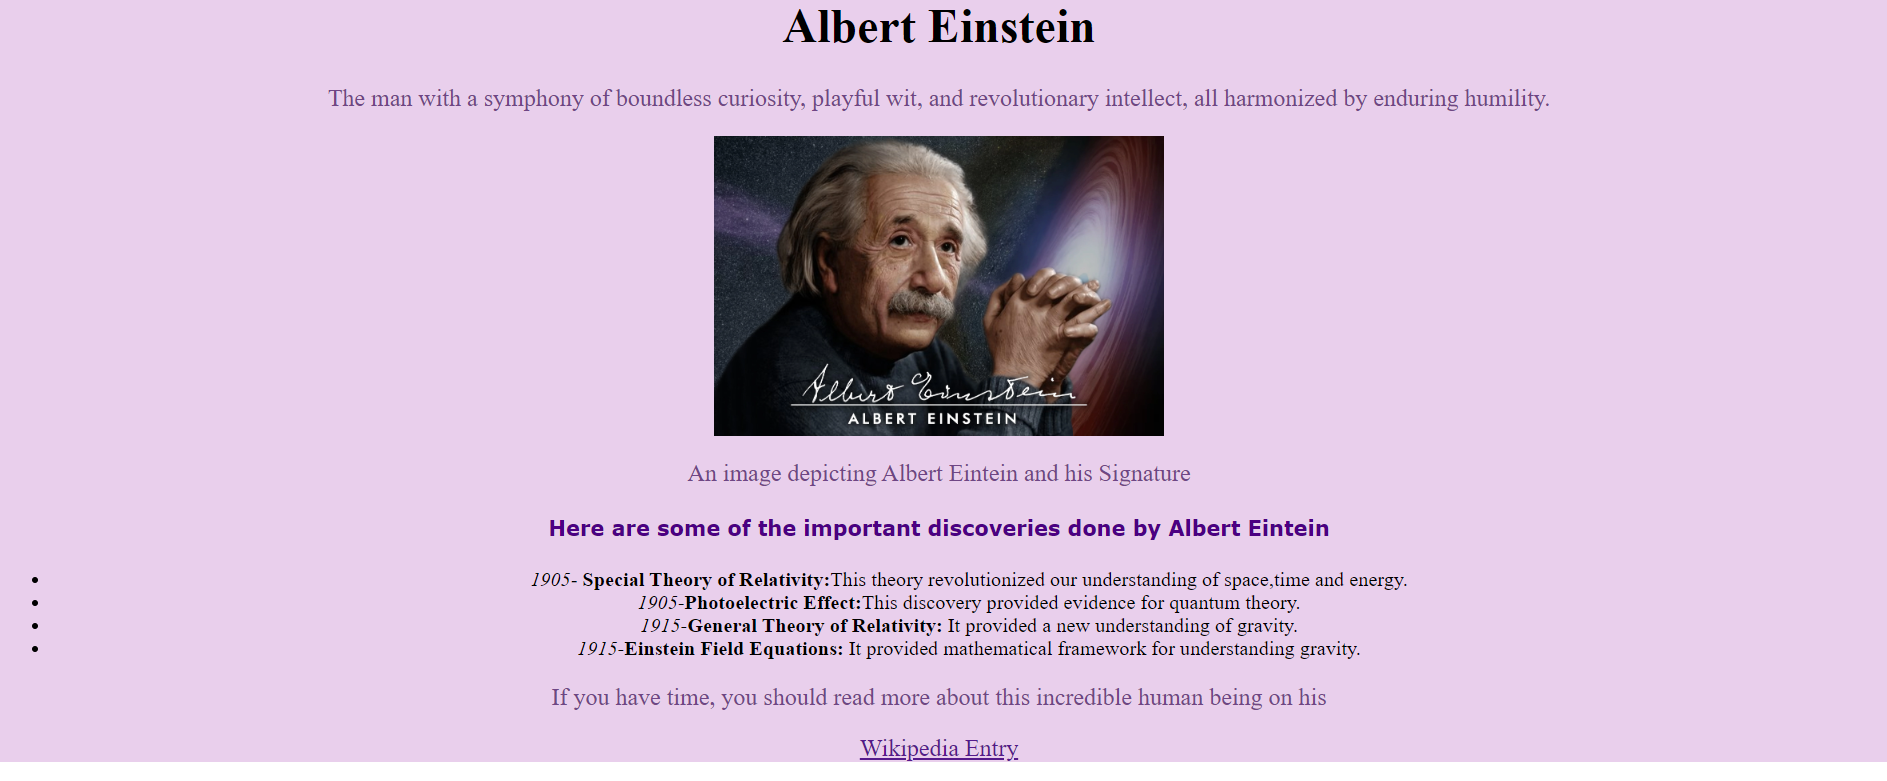 Albert Einstein
The man with a symphony of boundless curiosity, playful wit, and revolutionary intellect, all harmonized by enduring humility.
Albert Einstein
ALBERT EINSTEIN
An image depicting Albert Eintein and his Signature
Here are some of the important discoveries done by Albert Eintein
• 1905- Special Theory of Relativity:This theory revolutionized our understanding of space,time and energy.
• 1905-Photoelectric Effect:This discovery provided evidence for quantum theory.
• 1915-General Theory of Relativity: It provided a new understanding of gravity.
• 1915-Einstein Field Equations: It provided mathematical framework for understanding gravity.
If you have time, you should read more about this incredible human being on his
Wikipedia Entry